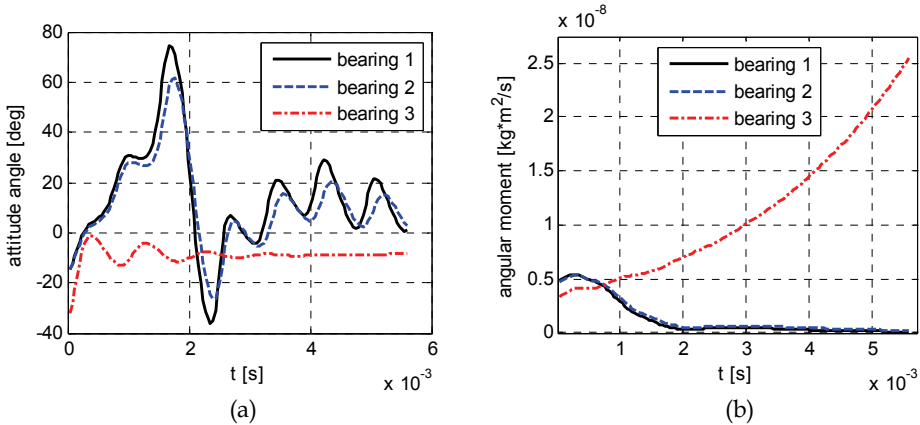 80
60
40
20
0
-20
-40
attitude angle [deg]
bearing 1
bearing 2
bearing 3
0
2
4
6
t [s]
x 10⁻³
(a)
x 10⁻⁸
2.5
2
1.5
1
0.5
0
angular moment [kg*m²/s]
bearing 1
bearing 2
bearing 3
1
2
3
4
5
t [s]
x 10⁻³
(b)